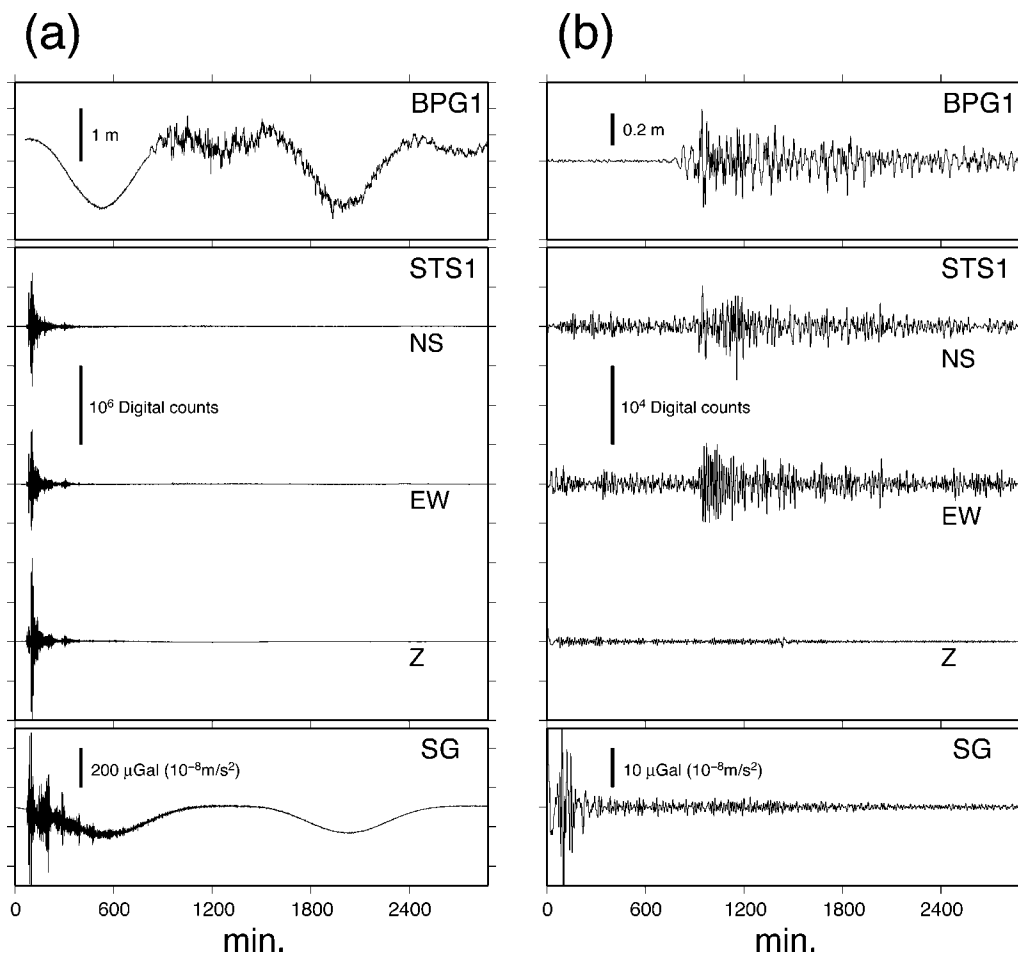 (a)
BPG1
1 m
STS1
NS
10⁶ Digital counts
EW
Z
SG
200 μGal (10⁻⁸m/s²)
0 600 1200 1800 2400
min.
(b)
BPG1
0.2 m
STS1
NS
10⁴ Digital counts
EW
Z
SG
10 μGal (10⁻⁸m/s²)
0 600 1200 1800 2400
min.